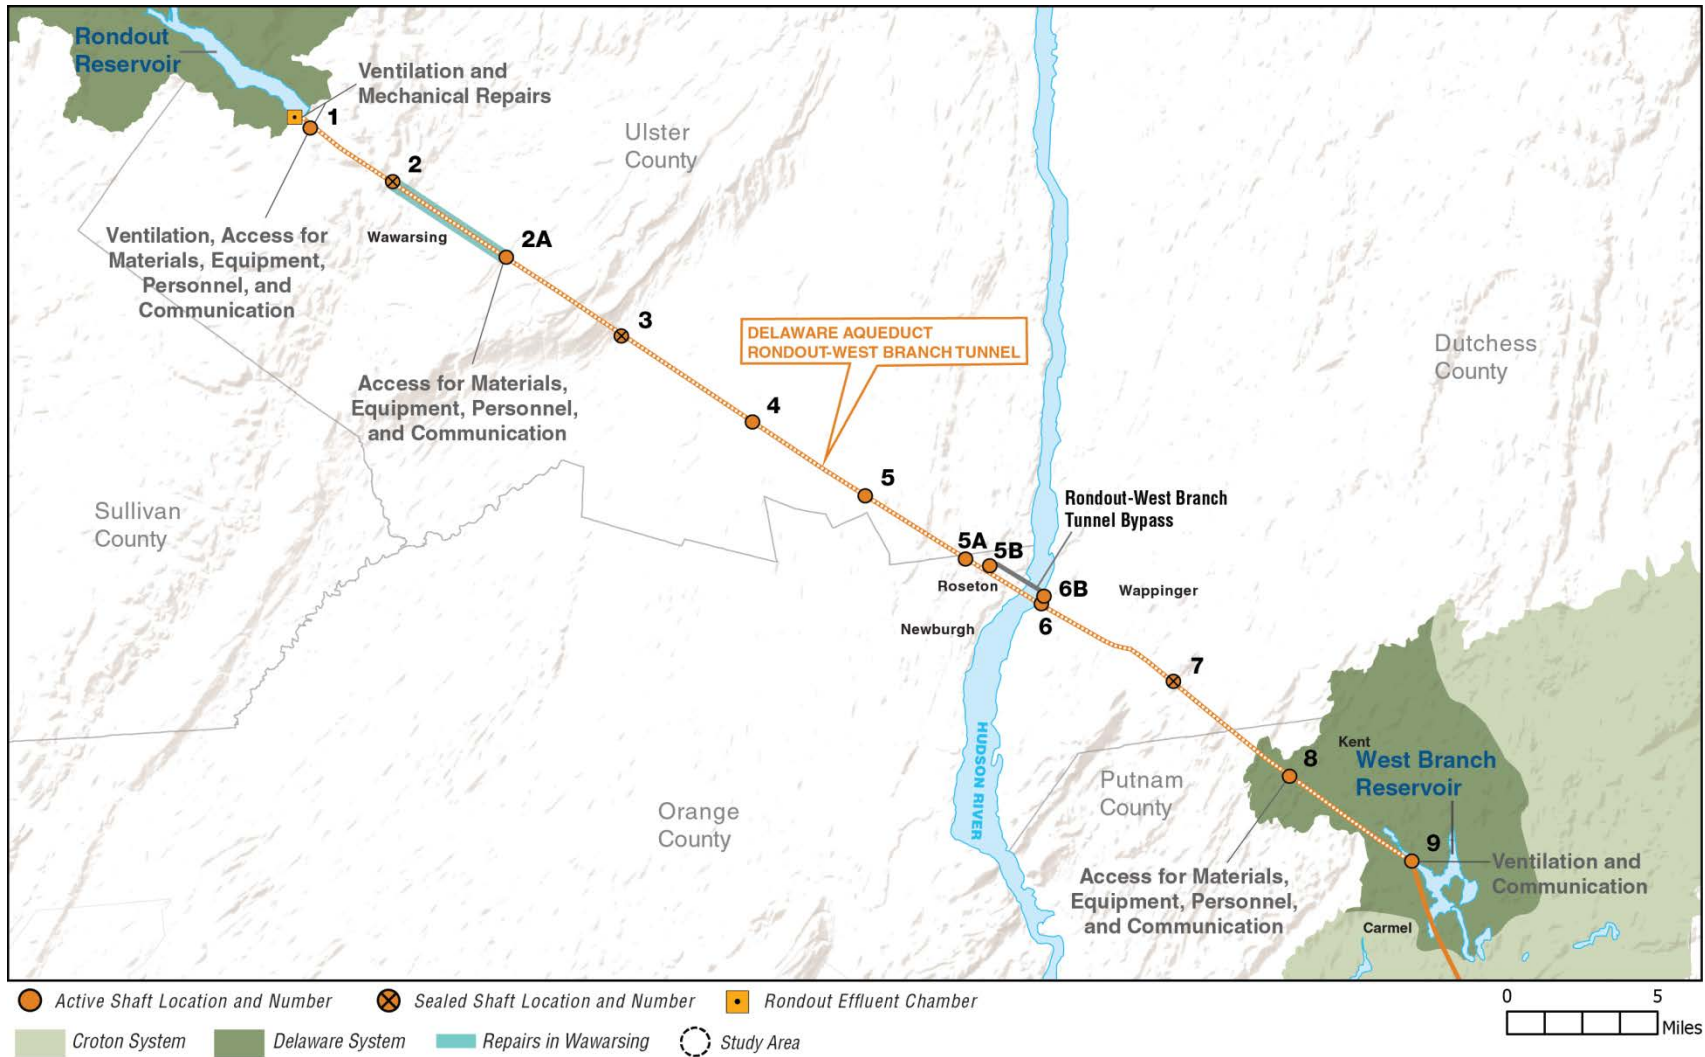 Rondout
Reservoir
Ventilation and
Mechanical Repairs
1
Ulster
County
2
Ventilation, Access for
Materials, Equipment,
Personnel, and
Communication
Wawarsing
2A
3
DELAWARE AQUEDUCT
RONDOUT-WEST BRANCH TUNNEL
Dutchess
County
Access for Materials,
Equipment, Personnel,
and Communication
4
5
Sullivan
County
Rondout-West Branch
Tunnel Bypass
5A
5B
Roseton
6B
Wappinger
Newburgh
6
7
HUDSON RIVER
Kent
8
West Branch
Reservoir
Putnam
County
Orange
County
9
Ventilation and
Communication
Access for Materials,
Equipment, Personnel,
and Communication
Carmel
Active Shaft Location and Number
Sealed Shaft Location and Number
Rondout Effluent Chamber
0 5
Miles
Croton System
Delaware System
Repairs in Wawarsing
Study Area